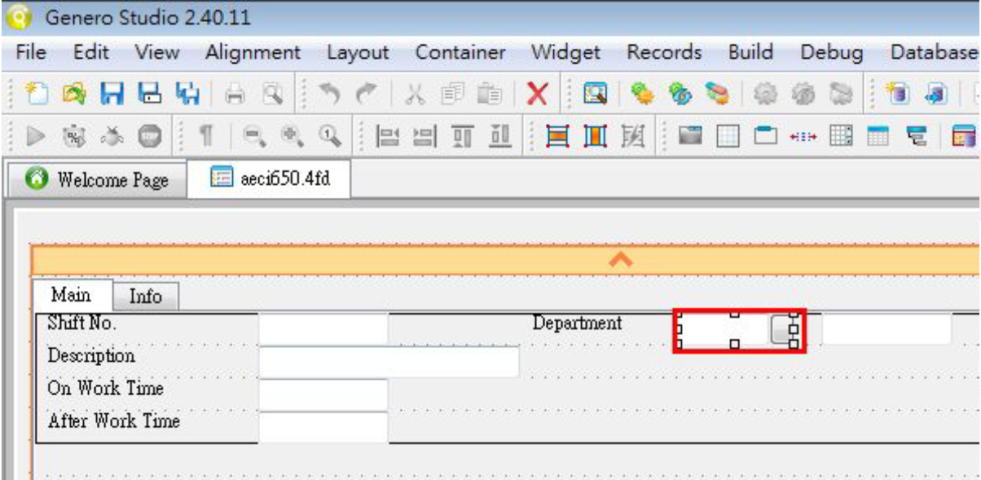 Genero Studio 2.40.11
File Edit View Alignment Layout Container Widget Records Build Debug Database
Welcome Page aeci650.4fd
Main Info
Shift No. Department
Description
On Work Time
After Work Time